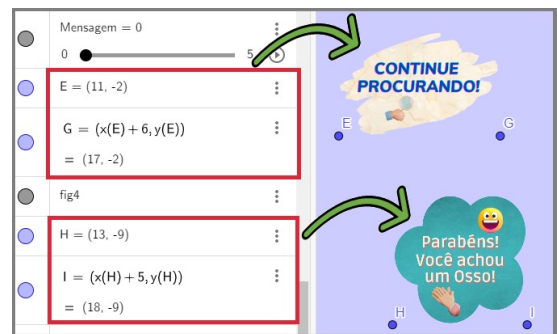 Mensagem = 0
0
5
E = (11, -2)
G = (x(E) + 6, y(E))
= (17, -2)
fig4
H = (13, -9)
I = (x(H) + 5, y(H))
= (18, -9)
CONTINUE
PROCURANDO!
E
G
Parabéns!
Você achou
um Osso!
H
I